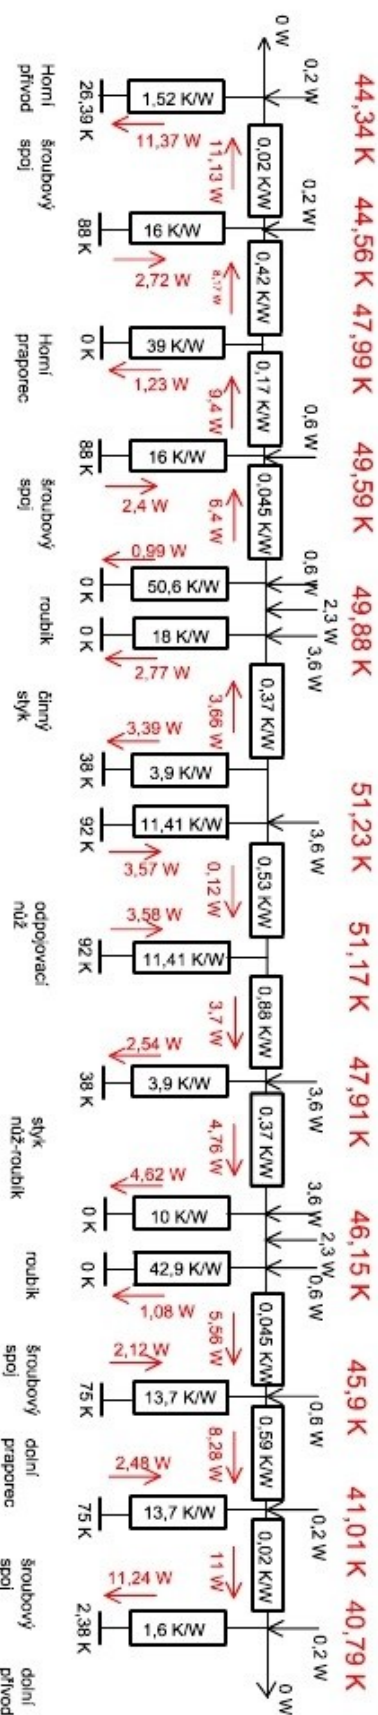 44,34 K 44,56 K 47,99 K 49,59 K 49,88 K 51,23 K 51,17 K 47,91 K 46,15 K 45,9 K 41,01 K 40,79 K
0 W 0,2 W 0,2 W 0,6 W 0,6 W 2,3 W 3,6 W 3,6 W 3,6 W 3,6 W 2,3 W 0,6 W 0,6 W 0,2 W 0,2 W 0 W
0,02 K/W 0,42 K/W 0,17 K/W 0,045 K/W 0,37 K/W 0,53 K/W 0,88 K/W 0,37 K/W 0,045 K/W 0,59 K/W 0,02 K/W
11,13 W 8,17 W 9,4 W 6,4 W 3,66 W 0,12 W 3,7 W 4,76 W 5,56 W 8,28 W 11 W
1,52 K/W 16 K/W 39 K/W 16 K/W 50,6 K/W 18 K/W 3,9 K/W 11,41 K/W 11,41 K/W 3,9 K/W 10 K/W 42,9 K/W 13,7 K/W 13,7 K/W 1,6 K/W
11,37 W 2,72 W 1,23 W 2,4 W 0,99 W 2,77 W 3,39 W 3,57 W 3,58 W 2,54 W 4,62 W 1,08 W 2,12 W 2,48 W 11,24 W
26,39 K 88 K 0 K 88 K 0 K 0 K 38 K 92 K 92 K 38 K 0 K 0 K 75 K 75 K 2,38 K
Horní šroubový Horní šroubový roubík činný odpojovací styk roubík šroubový dolní šroubový dolní
přívod spoj praporec spoj styk nůž nůž-roubík spoj praporec spoj přívod